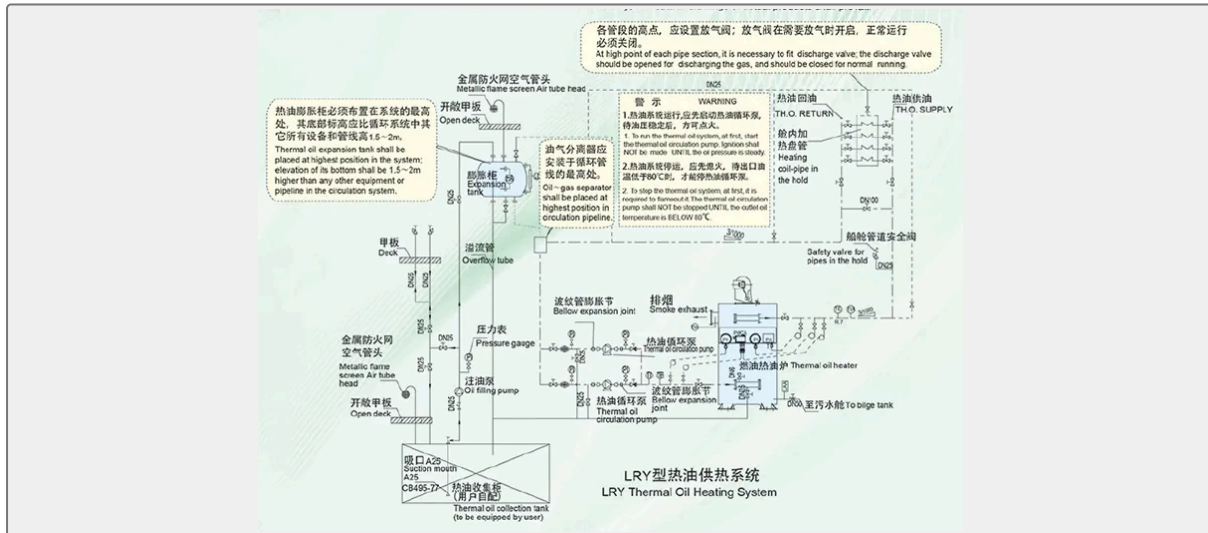 各管段的高点，应设置放气阀；放气阀在需要放气时开启，正常运行
必须关闭。
At high point of each pipe section, it is necessary to fit discharge valve; the discharge valve
should be opened for discharging the gas, and should be closed for normal running.
金属防火网空气管头
Metallic flame screen Air tube head
开敞甲板
Open deck
热油膨胀柜必须布置在系统的最高
处，其底部标高应比循环系统中其
它所有设备和管线高1.5～2m。
Thermal oil expansion tank shall be
placed at highest position in the system;
elevation of its bottom shall be 1,5～2m
higher than any other equipment or
pipeline in the circulation system.
膨胀柜
Expansion
tank
油气分离器应
安装于循环管
线的最高处。
Oil～gas separator
shall be placed at
highest position in
circulation pipeline.
DN25
警 示 WARNING
1.热油系统运行,应先启动热油循环泵,
待油压稳定后，方可点火。
1. To run the thermal oil system, at first, start
the thermal oil circulation pump. Ignition shall
NOT be made UNTIL the oil pressure is steady.
2.热油系统停运，应先熄火，待出口油
温低于80℃时，才能停热油循环泵。
2. To stop the thermal oil system, at first, it is
required to flameout it. The thermal oil circulation
pump shall NOT be stopped UNTIL the outlet oil
temperature is BELOW 80℃.
热油回油
TH.O. RETURN
热油供油
TH.O. SUPPLY
舱内加
热盘管
Heating
coil-pipe in
the hold
DN100
船舱管道安全阀
Safety valve for
pipes in the hold
DN25
甲板
Deck
溢流管
Overflow tube
DN25
DN25
DN25
DN25
DN25
DN25
DN25
金属防火网
空气管头
Metallic flame
screen Air tube
head
开敞甲板
Open deck
压力表
Pressure gauge
注油泵
Oil filling pump
波纹管膨胀节
Bellow expansion joint
排烟
Smoke exhaust
热油循环泵
Thermal oil circulation pump
燃油热油炉 Thermal oil heater
热油循环泵
Thermal oil
circulation pump
波纹管膨胀节
Bellow expansion
joint
至污水舱 To bilge tank
吸口A25
Suction mouth
A25
CB495-77
热油收集柜
(用户自配)
Thermal oil collection tank
(to be equipped by user)
LRY型热油供热系统
LRY Thermal Oil Heating System